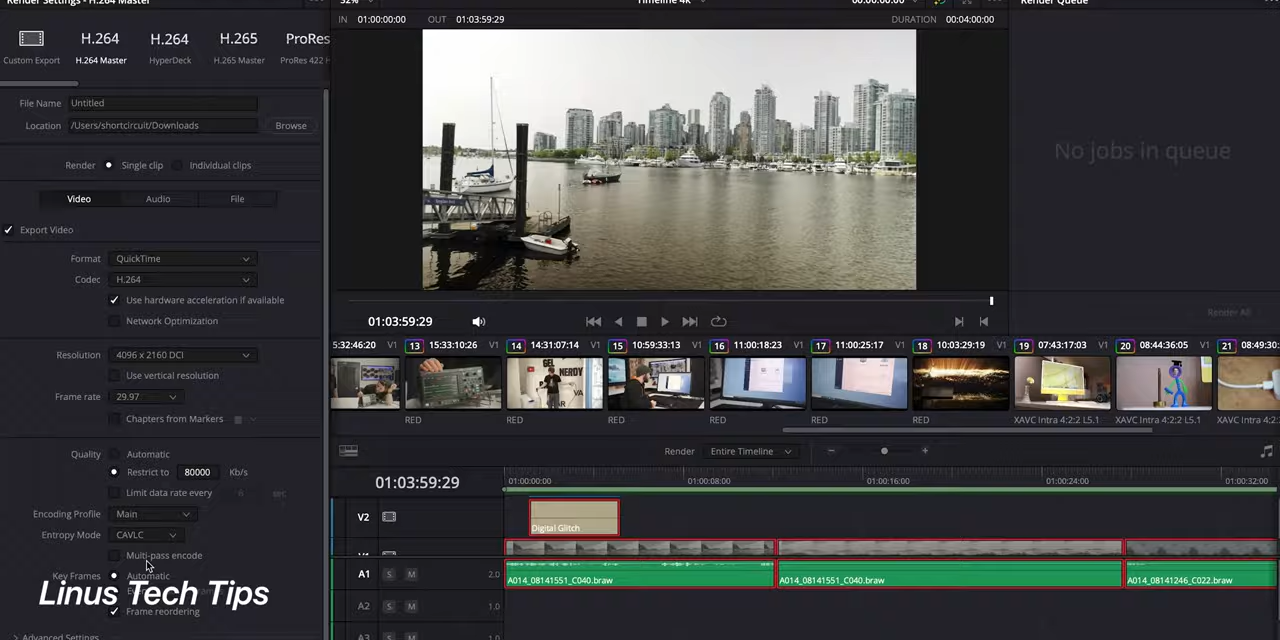 Render Settings - H.264 Master
32%
Timeline 4k
00:00:00:00
Render Queue
IN 01:00:00:00 OUT 01:03:59:29
DURATION 00:04:00:00
H.264 H.264 H.265 ProRes
Custom Export H.264 Master HyperDeck H.265 Master ProRes 422 H
File Name Untitled
Location /Users/shortcircuit/Downloads Browse
Render Single clip Individual clips
Video Audio File
Export Video
Format QuickTime
Codec H.264
Use hardware acceleration if available
Network Optimization
Resolution 4096 x 2160 DCI
Use vertical resolution
Frame rate 29.97
Chapters from Markers
Quality Automatic
Restrict to 80000 Kb/s
Limit data rate every 6 sec
Encoding Profile Main
Entropy Mode CAVLC
Multi-pass encode
Key Frames Automatic
Linus Tech Tips
Frame reordering
Advanced Settings
No jobs in queue
Render All
01:03:59:29
5:32:46:20 V1 13 15:33:10:26 V1 14 14:31:07:14 V1 15 10:59:33:13 V1 16 11:00:18:23 V1 17 11:00:25:17 V1 18 10:03:29:19 V1 19 07:43:17:03 V1 20 08:44:36:05 V1 21 08:49:30:
GEL NERDY
RED RED RED RED RED RED XAVC Intra 4:2:2 L5.1 XAVC Intra 4:2:2 L5.1 XAVC Intra 4:2:
Render Entire Timeline
01:03:59:29
01:00:00:00 01:00:08:00 01:00:16:00 01:00:24:00 01:00:32:00
V2
Digital Glitch
V1
A1 S M 2.0
A014_08141551_C040.braw A014_08141551_C040.braw A014_08141246_C022.braw
A2 S M 1.0
A3 S M 1.0